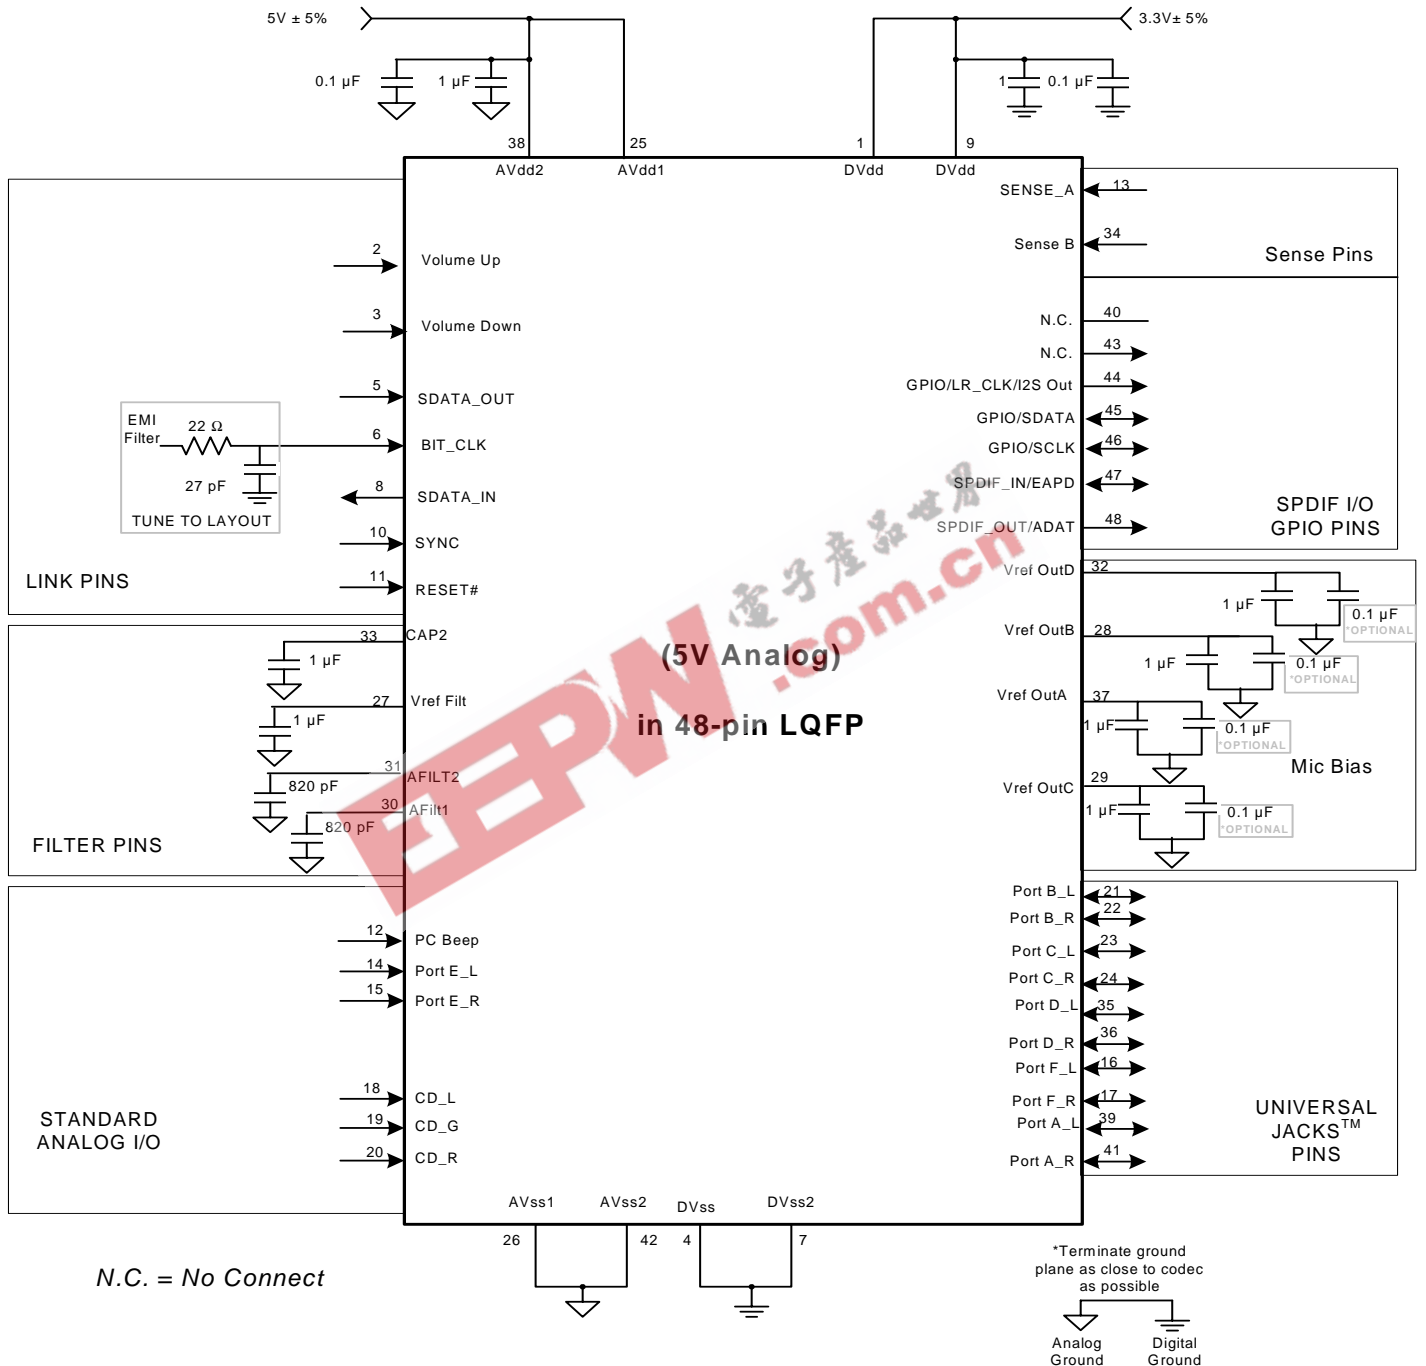 5V ± 5%
3.3V± 5%
0.1 µF
1 µF
1
0.1 µF
38
25
1
9
AVdd2
AVdd1
DVdd
DVdd
2
Volume Up
3
Volume Down
5
SDATA_OUT
EMI
Filter
22 Ω
27 pF
TUNE TO LAYOUT
6
BIT_CLK
8
SDATA_IN
10
SYNC
11
RESET#
LINK PINS
33
CAP2
1 µF
27
Vref Filt
1 µF
31
AFILT2
820 pF
30
AFilt1
820 pF
FILTER PINS
12
PC Beep
14
Port E_L
15
Port E_R
18
CD_L
19
CD_G
20
CD_R
STANDARD
ANALOG I/O
(5V Analog)
in 48-pin LQFP
EEPW
電子產品世界
.com.cn
SENSE_A
13
Sense B
34
Sense Pins
N.C.
40
N.C.
43
GPIO/LR_CLK/I2S Out
44
GPIO/SDATA
45
GPIO/SCLK
46
SPDIF_IN/EAPD
47
SPDIF_OUT/ADAT
48
SPDIF I/O
GPIO PINS
Vref OutD
32
1 µF
0.1 µF
*OPTIONAL
Vref OutB
28
1 µF
0.1 µF
*OPTIONAL
Vref OutA
37
1 µF
0.1 µF
*OPTIONAL
Mic Bias
Vref OutC
29
1 µF
0.1 µF
*OPTIONAL
Port B_L
21
Port B_R
22
Port C_L
23
Port C_R
24
Port D_L
35
Port D_R
36
Port F_L
16
Port F_R
17
Port A_L
39
Port A_R
41
UNIVERSAL
JACKS™
PINS
AVss1
AVss2
DVss
DVss2
26
42
4
7
N.C. = No Connect
*Terminate ground
plane as close to codec
as possible
Analog
Ground
Digital
Ground